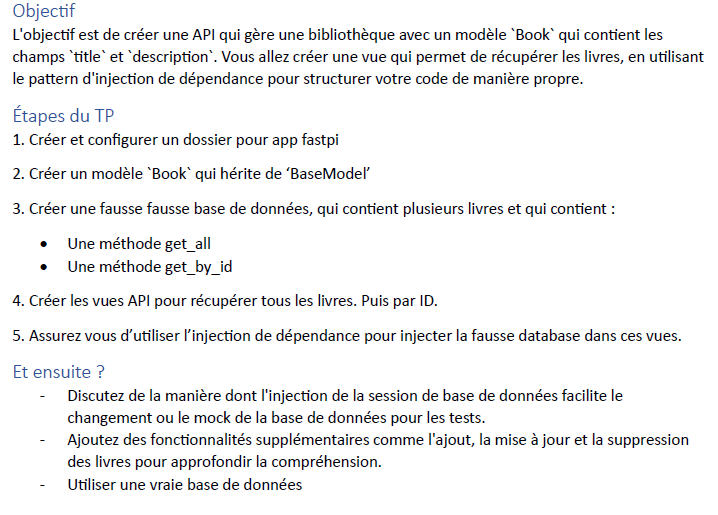 Objectif
L'objectif est de créer une API qui gère une bibliothèque avec un modèle `Book` qui contient les
champs `title` et `description`. Vous allez créer une vue qui permet de récupérer les livres, en utilisant
le pattern d'injection de dépendance pour structurer votre code de manière propre.
Étapes du TP
1. Créer et configurer un dossier pour app fastpi
2. Créer un modèle `Book` qui hérite de ‘BaseModel’
3. Créer une fausse fausse base de données, qui contient plusieurs livres et qui contient :
• Une méthode get_all
• Une méthode get_by_id
4. Créer les vues API pour récupérer tous les livres. Puis par ID.
5. Assurez vous d’utiliser l’injection de dépendance pour injecter la fausse database dans ces vues.
Et ensuite ?
- Discutez de la manière dont l'injection de la session de base de données facilite le
changement ou le mock de la base de données pour les tests.
- Ajoutez des fonctionnalités supplémentaires comme l'ajout, la mise à jour et la suppression
des livres pour approfondir la compréhension.
- Utiliser une vraie base de données